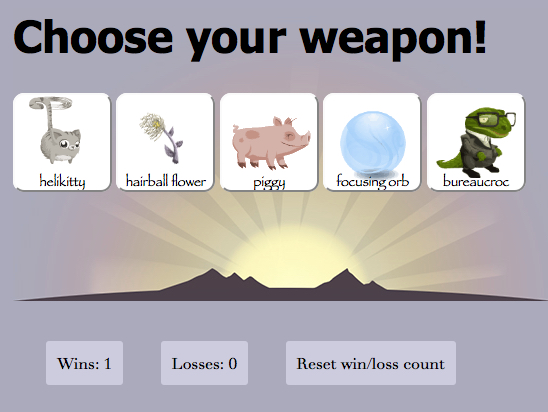 Choose your weapon!
helikitty
hairball flower
piggy
focusing orb
bureaucroc
Wins: 1
Losses: 0
Reset win/loss count